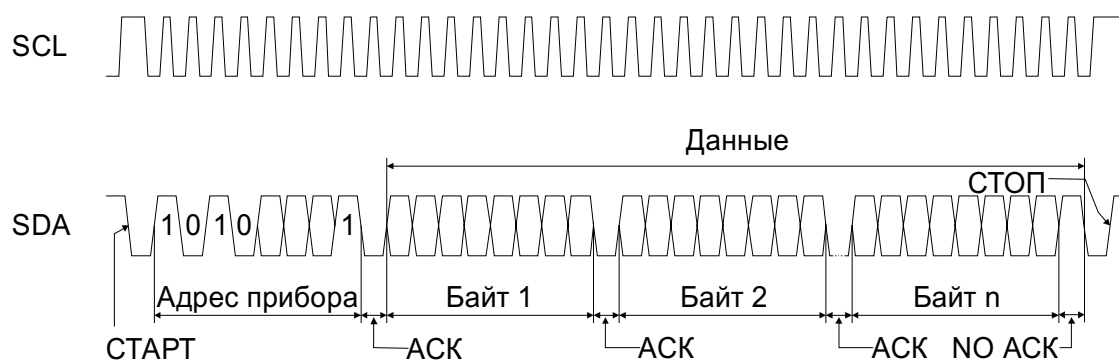 SCL
Данные
СТОП
SDA
1 0 1 0 1
Адрес прибора
Байт 1
Байт 2
Байт n
СТАРТ
АСК
АСК
АСК
NO АСК